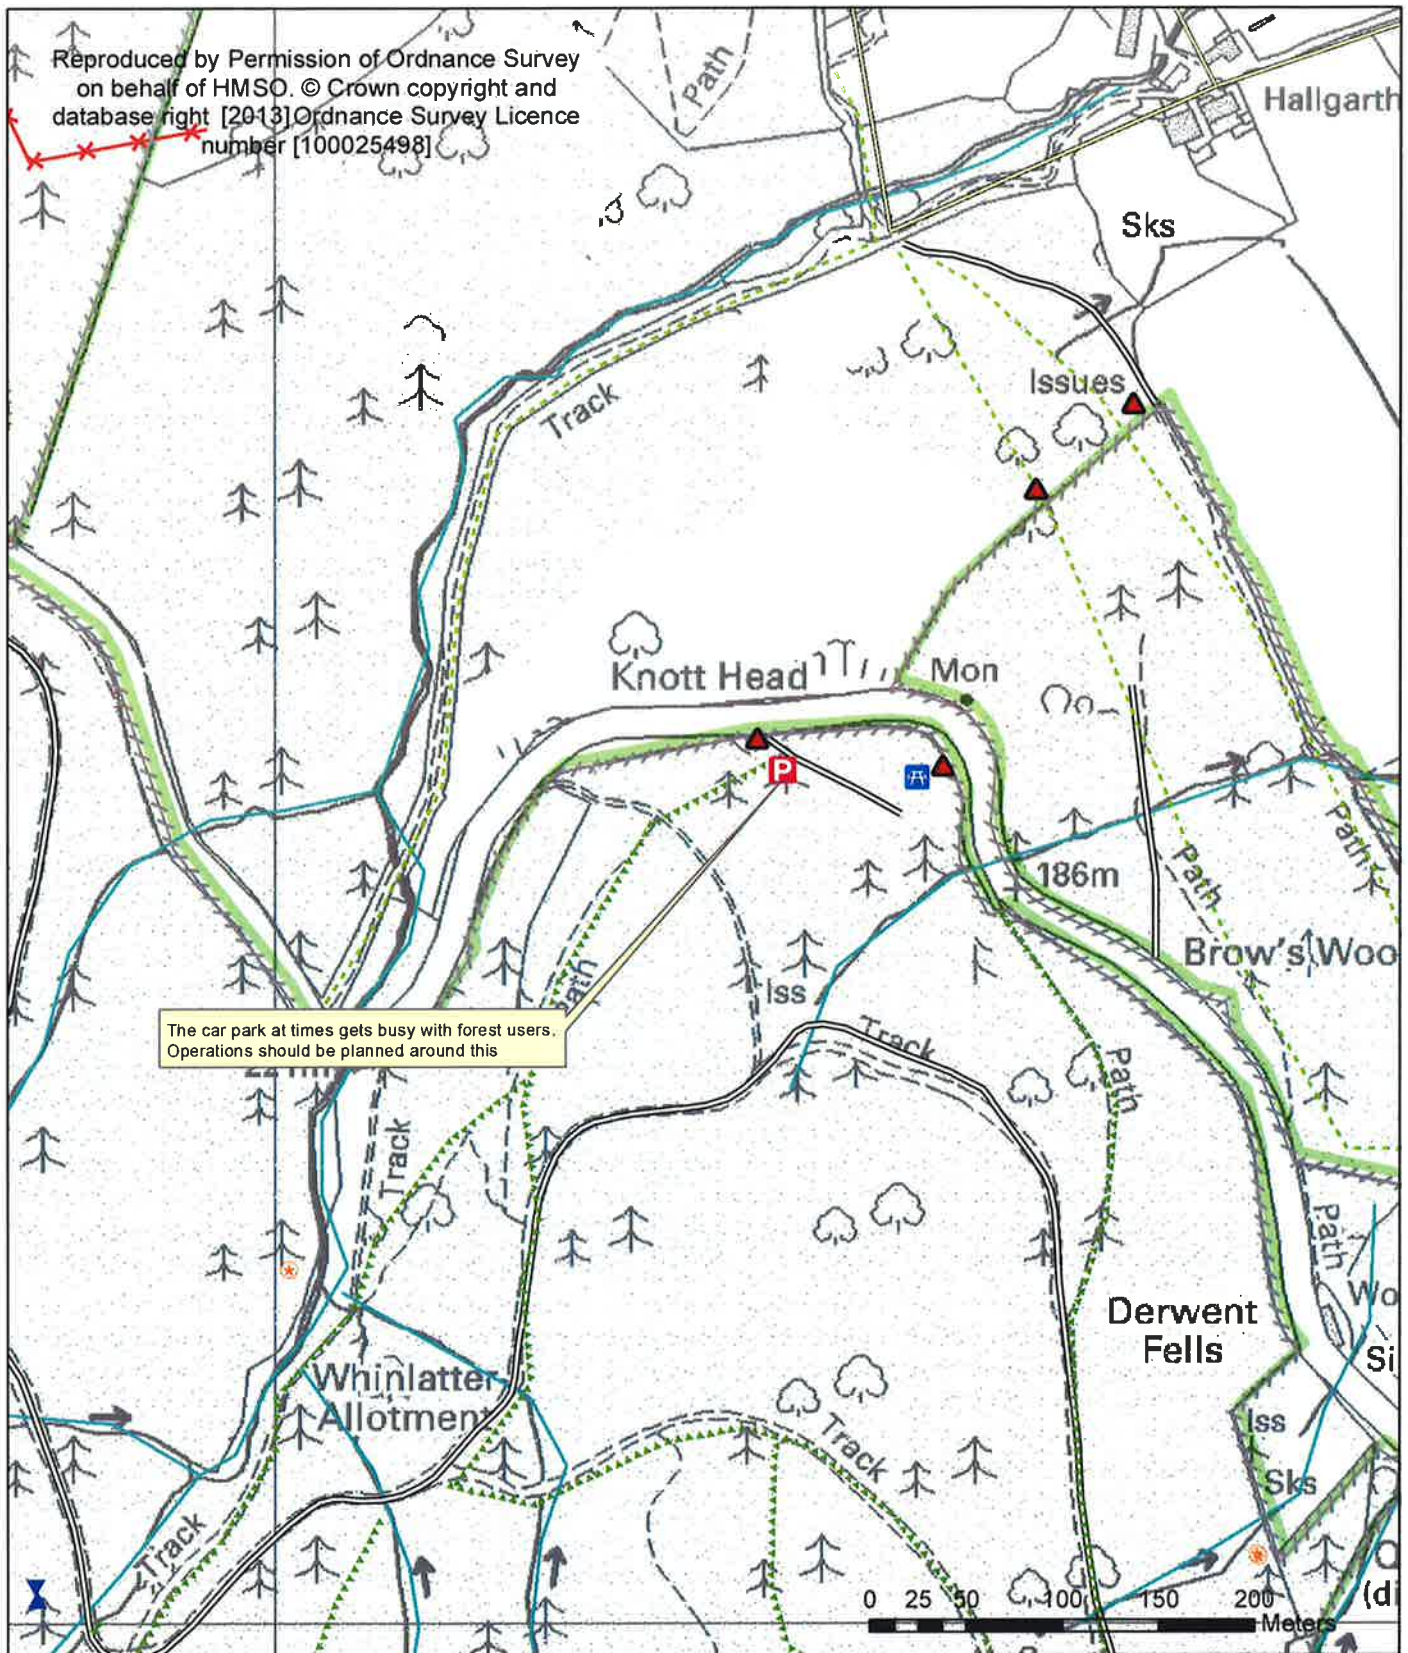 Reproduced by Permission of Ordnance Survey
on behalf of HMSO. © Crown copyright and
database right [2013]Ordnance Survey Licence
number [100025498]
Path
Hallgarth
Sks
Issues
Track
Knott Head
Mon
P
186m
Path
Path
Brow's Woo
Path
Iss
Track
The car park at times gets busy with forest users.
Operations should be planned around this
Path
Track
Path
Derwent
Fells
Wo
Si
Whinlatter
Allotment
Iss
Track
Sks
Track
0 25 50 100 150 200
Meters
(di